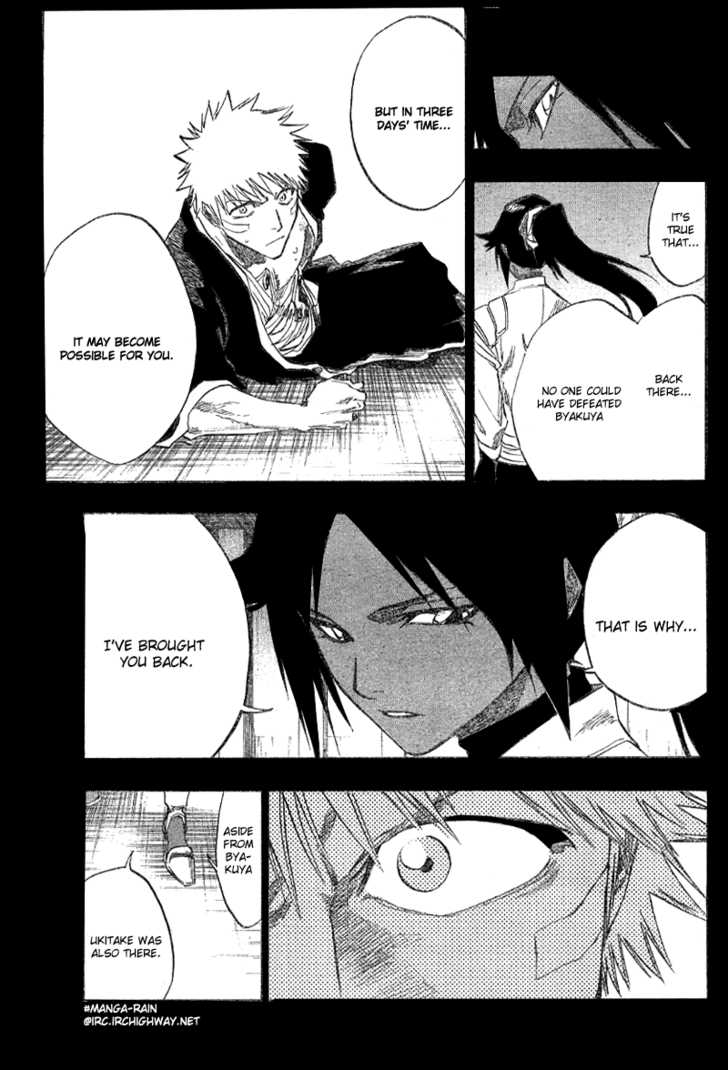 IT'S
TRUE
THAT...
BACK
THERE...
NO ONE COULD
HAVE DEFEATED
BYAKUYA
BUT IN THREE
DAYS' TIME...
IT MAY BECOME
POSSIBLE FOR YOU.
THAT IS WHY...
I'VE BROUGHT
YOU BACK.
ASIDE
FROM
BYA-
KUYA
UKITAKE WAS
ALSO THERE.
#MANGA-RAIN
@IRC.IRCHIGHWAY.NET